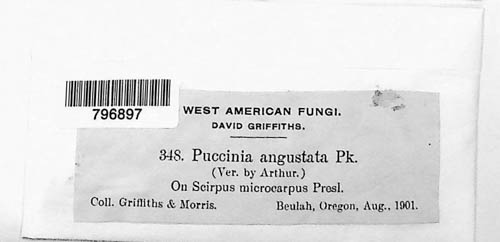 796897
WEST AMERICAN FUNGI.
DAVID GRIFFITHS.
348. Puccinia angustata Pk.
(Ver. by Arthur.)
On Scirpus microcarpus Presl.
Coll. Griffiths & Morris. Beulah, Oregon, Aug., 1901.